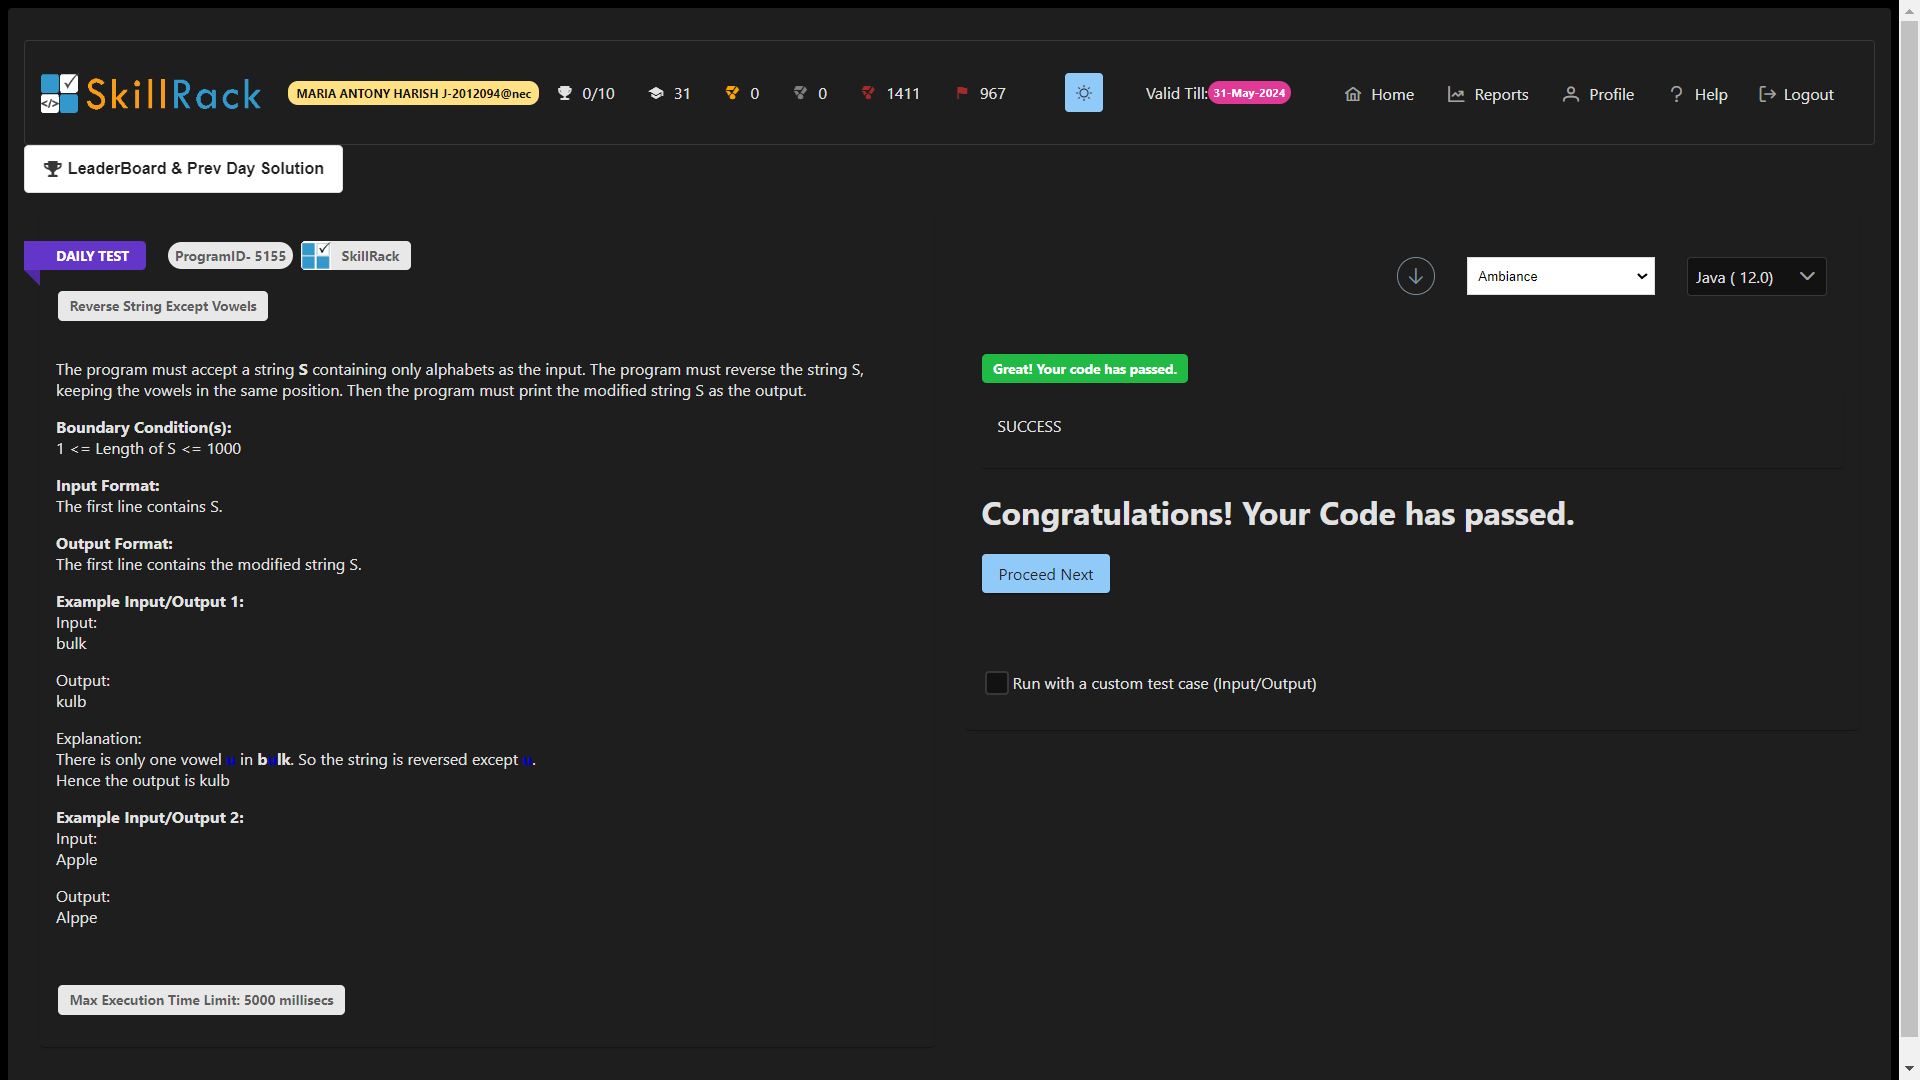 SkillRack
MARIA ANTONY HARISH J-2012094@nec
0/10
31
0
0
1411
967
Valid Till:31-May-2024
Home
Reports
Profile
? Help
Logout
LeaderBoard & Prev Day Solution
DAILY TEST
ProgramID- 5155
SkillRack
Ambiance
Java ( 12.0)
Reverse String Except Vowels
The program must accept a string S containing only alphabets as the input. The program must reverse the string S,
keeping the vowels in the same position. Then the program must print the modified string S as the output.
Boundary Condition(s):
1 <= Length of S <= 1000
Input Format:
The first line contains S.
Output Format:
The first line contains the modified string S.
Example Input/Output 1:
Input:
bulk
Output:
kulb
Explanation:
There is only one vowel u in bulk. So the string is reversed except u.
Hence the output is kulb
Example Input/Output 2:
Input:
Apple
Output:
Alppe
Max Execution Time Limit: 5000 millisecs
Great! Your code has passed.
SUCCESS
Congratulations! Your Code has passed.
Proceed Next
Run with a custom test case (Input/Output)